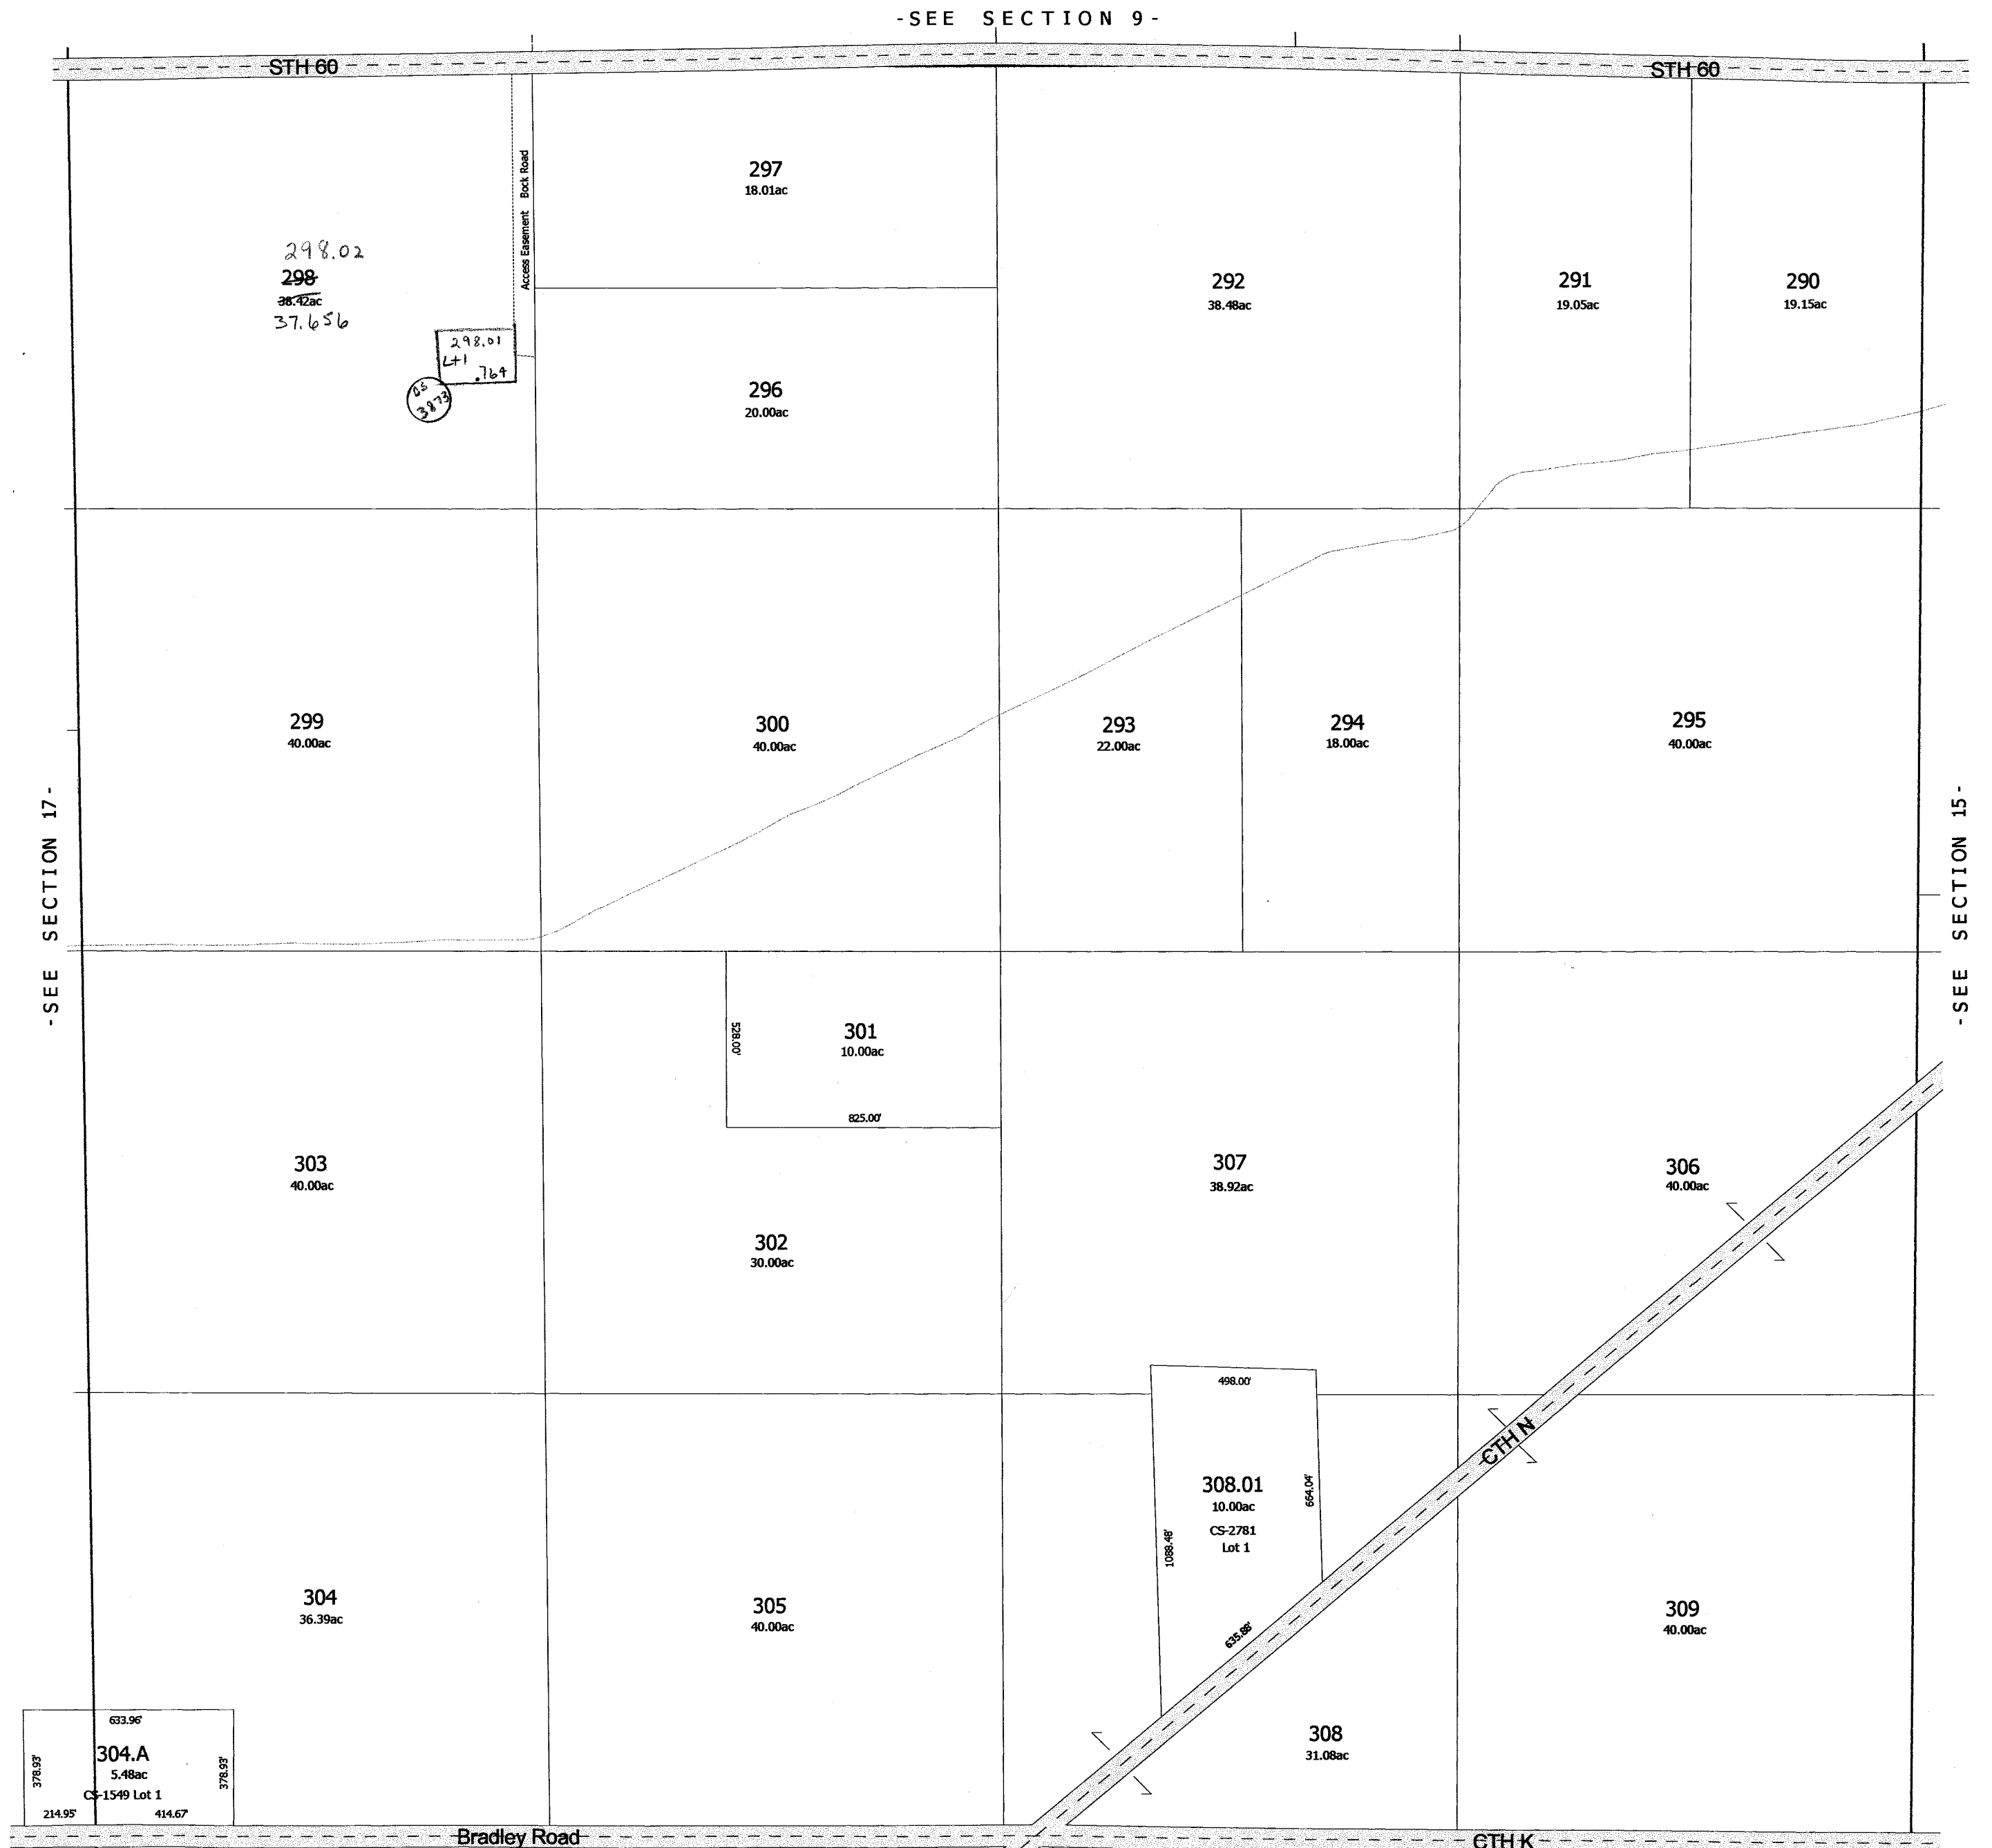 -SEE SECTION 9-
STH 60
STH 60
Access Easement Bock Road
297
18.01ac
298.02
298
38.42ac
37.656
298.01
Lt1
.764
CS
3873
296
20.00ac
292
38.48ac
291
19.05ac
290
19.15ac
299
40.00ac
300
40.00ac
293
22.00ac
294
18.00ac
295
40.00ac
-SEE SECTION 17-
-SEE SECTION 15-
528.00'
301
10.00ac
825.00'
303
40.00ac
302
30.00ac
307
38.92ac
306
40.00ac
498.00'
308.01
10.00ac
CS-2781
Lot 1
664.04'
1088.48'
635.88'
CTH N
304
36.39ac
305
40.00ac
309
40.00ac
308
31.08ac
633.96'
304.A
5.48ac
CS-1549 Lot 1
378.93'
378.93'
214.95'
414.67'
Bradley Road
CTH K